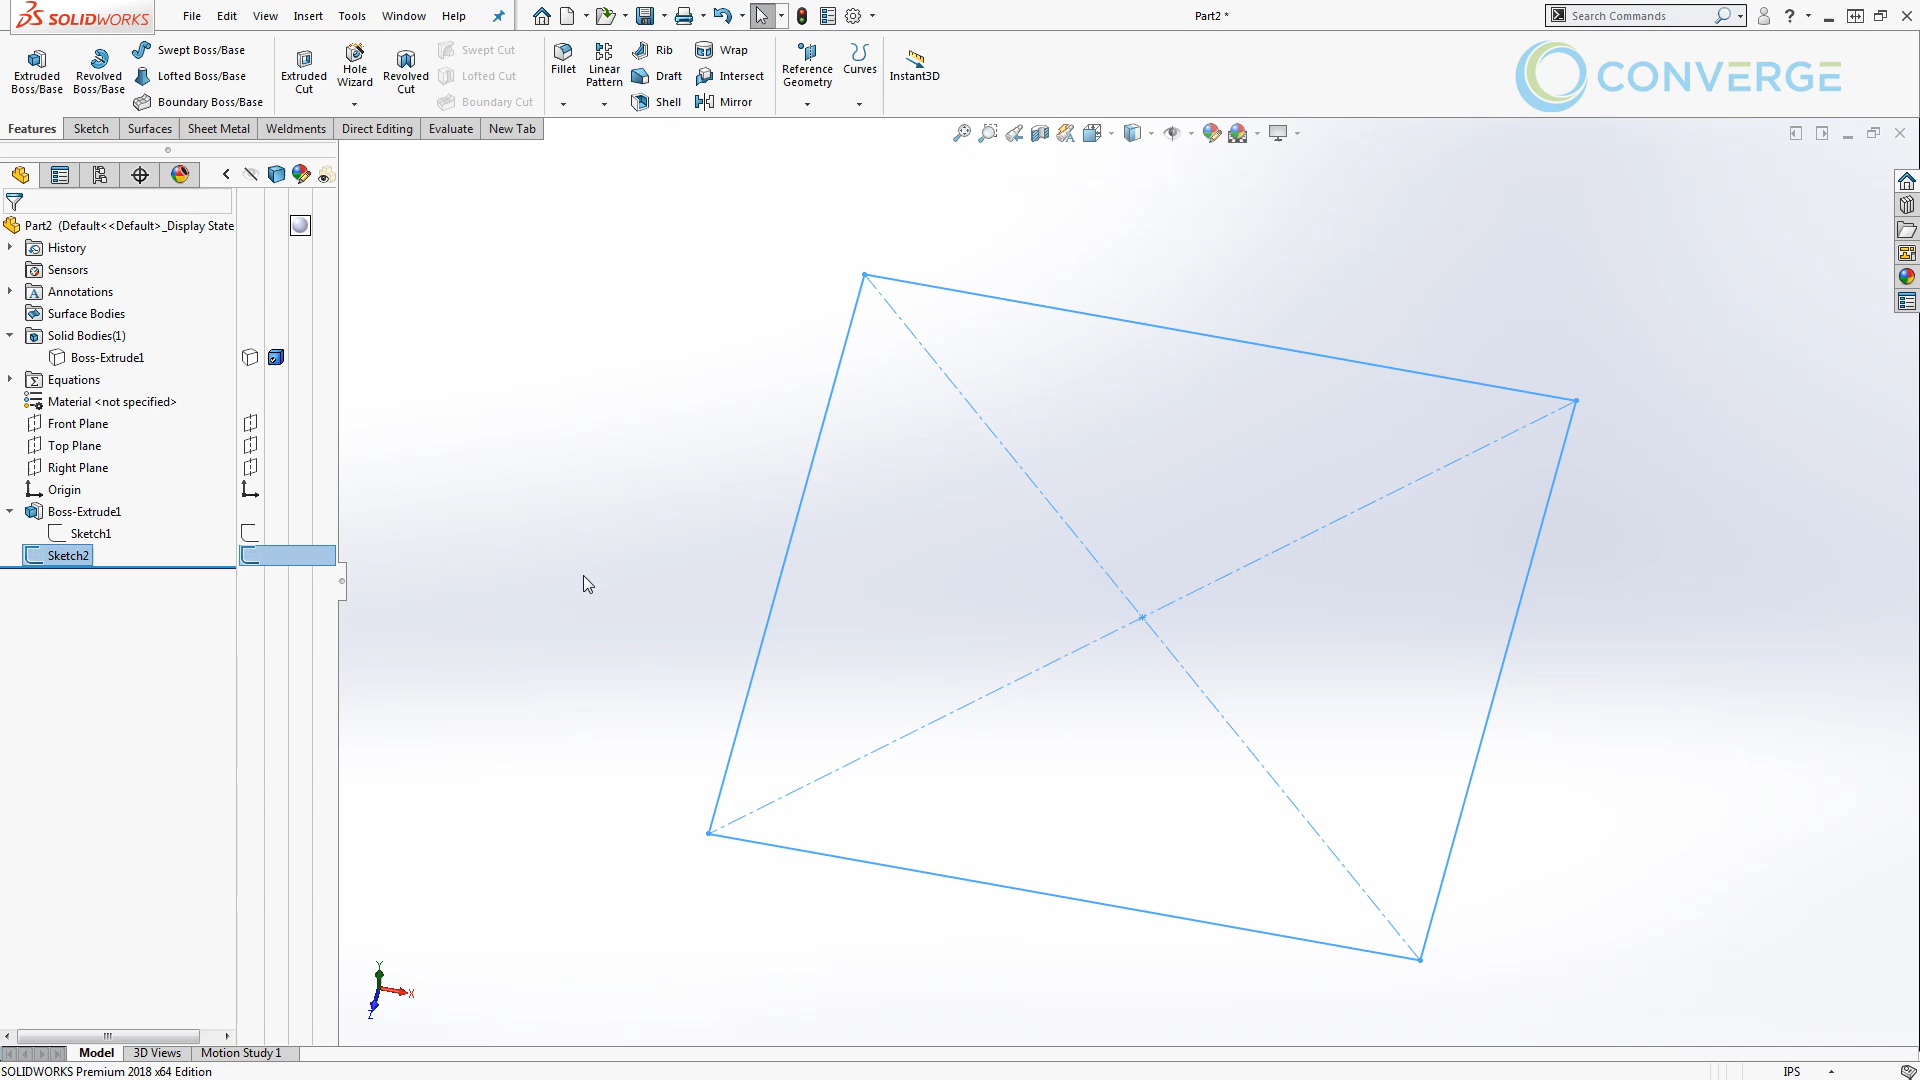 SOLIDWORKS
File Edit View Insert Tools Window Help
Part2 *
Search Commands
Extruded Boss/Base
Revolved Boss/Base
Swept Boss/Base
Lofted Boss/Base
Boundary Boss/Base
Extruded Cut
Hole Wizard
Revolved Cut
Swept Cut
Lofted Cut
Boundary Cut
Fillet
Linear Pattern
Rib
Draft
Shell
Wrap
Intersect
Mirror
Reference Geometry
Curves
Instant3D
CONVERGE
Features Sketch Surfaces Sheet Metal Weldments Direct Editing Evaluate New Tab
Part2 (Default<<Default>_Display State
History
Sensors
Annotations
Surface Bodies
Solid Bodies(1)
Boss-Extrude1
Equations
Material <not specified>
Front Plane
Top Plane
Right Plane
Origin
Boss-Extrude1
Sketch1
Sketch2
Y
X
Z
Model 3D Views Motion Study 1
SOLIDWORKS Premium 2018 x64 Edition
IPS